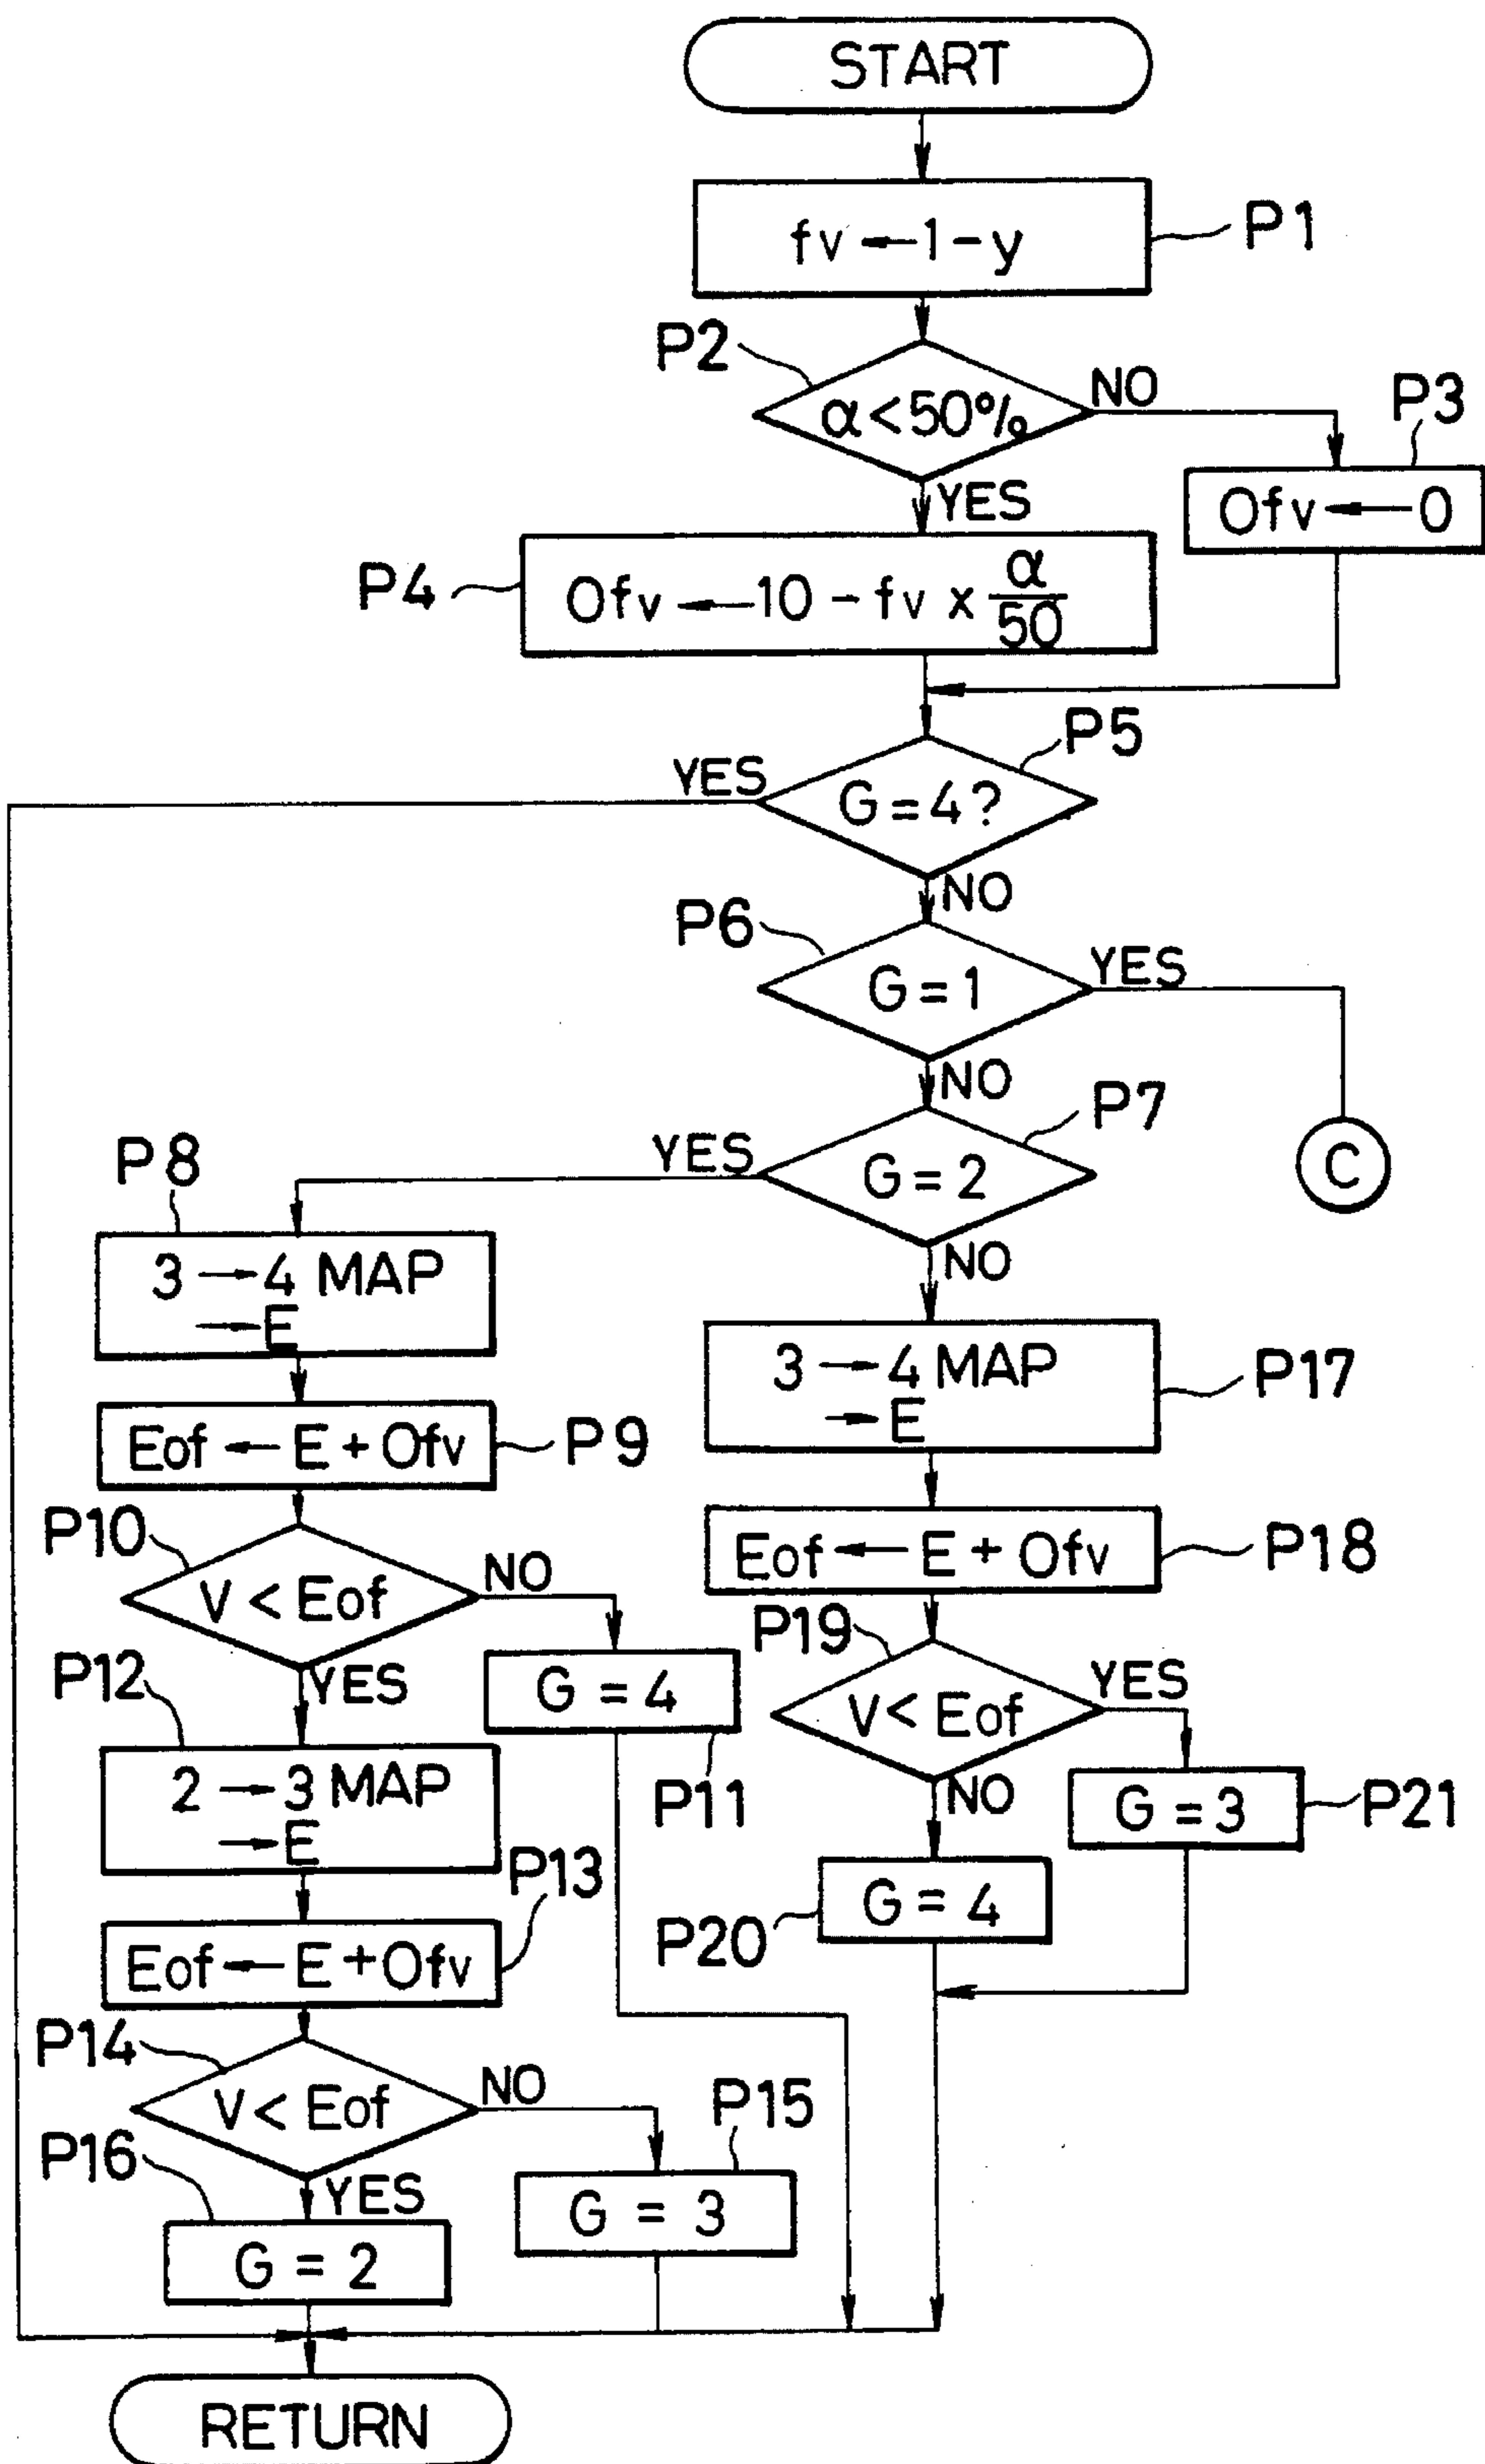 START
fv ← 1 - y
P1
P2
α < 50%
NO
P3
YES
Ofv ← 0
P4
Ofv ← 10 - fv x α/50
P5
YES
G = 4 ?
NO
P6
G = 1
YES
NO
P7
C
P8
YES
G = 2
NO
3 → 4 MAP
→ E
3 → 4 MAP
→ E
P17
Eof ← E + Ofv
P9
P10
Eof ← E + Ofv
P18
V < Eof
NO
P19
P12
YES
G = 4
V < Eof
YES
P11
NO
2 → 3 MAP
→ E
G = 3
P21
P13
G = 4
P20
Eof ← E + Ofv
P14
V < Eof
NO
P15
P16
YES
G = 3
G = 2
RETURN